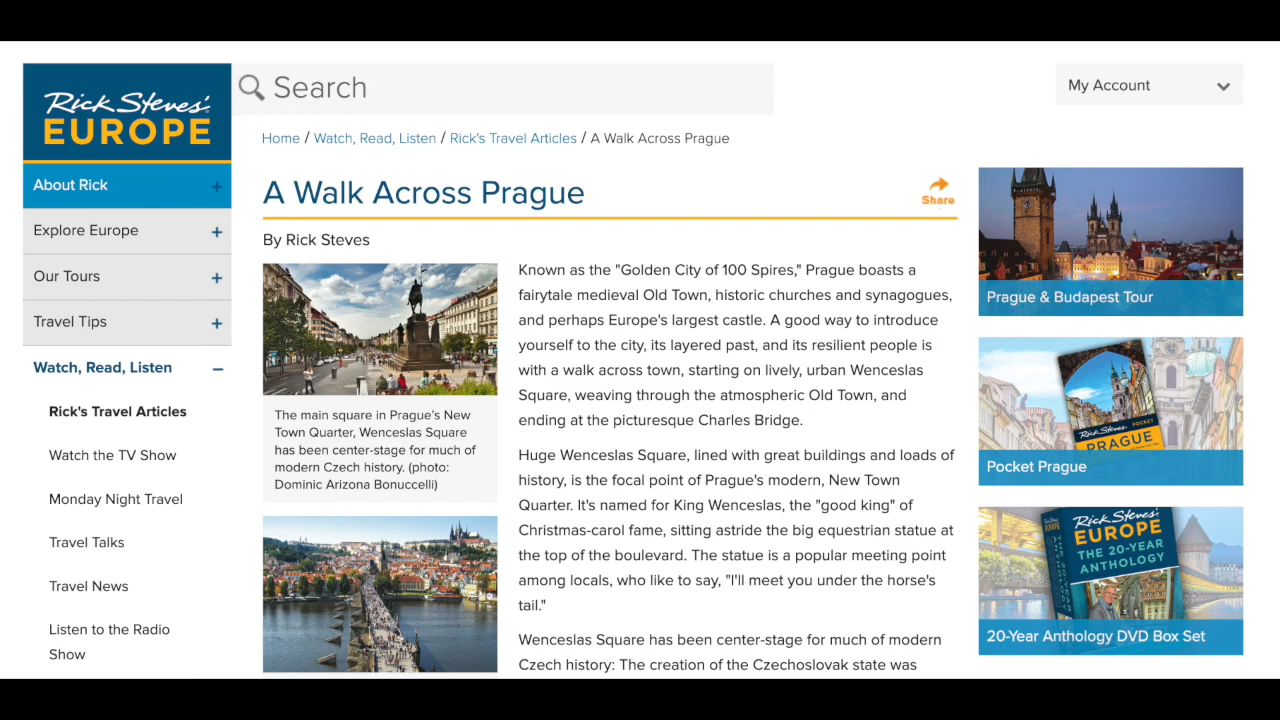 Rick Steves'
EUROPE
Search
My Account
Home / Watch, Read, Listen / Rick's Travel Articles / A Walk Across Prague
About Rick +
Explore Europe +
Our Tours +
Travel Tips +
Watch, Read, Listen –
Rick's Travel Articles
Watch the TV Show
Monday Night Travel
Travel Talks
Travel News
Listen to the Radio
Show
A Walk Across Prague
Share
By Rick Steves
The main square in Prague's New
Town Quarter, Wenceslas Square
has been center-stage for much of
modern Czech history. (photo:
Dominic Arizona Bonuccelli)
Known as the "Golden City of 100 Spires," Prague boasts a
fairytale medieval Old Town, historic churches and synagogues,
and perhaps Europe's largest castle. A good way to introduce
yourself to the city, its layered past, and its resilient people is
with a walk across town, starting on lively, urban Wenceslas
Square, weaving through the atmospheric Old Town, and
ending at the picturesque Charles Bridge.
Huge Wenceslas Square, lined with great buildings and loads of
history, is the focal point of Prague's modern, New Town
Quarter. It's named for King Wenceslas, the "good king" of
Christmas-carol fame, sitting astride the big equestrian statue at
the top of the boulevard. The statue is a popular meeting point
among locals, who like to say, "I'll meet you under the horse's
tail."
Wenceslas Square has been center-stage for much of modern
Czech history: The creation of the Czechoslovak state was
Prague & Budapest Tour
Rick Steves POCKET
PRAGUE
Pocket Prague
Rick Steves'
EUROPE
THE 20-YEAR
ANTHOLOGY
20-Year Anthology DVD Box Set